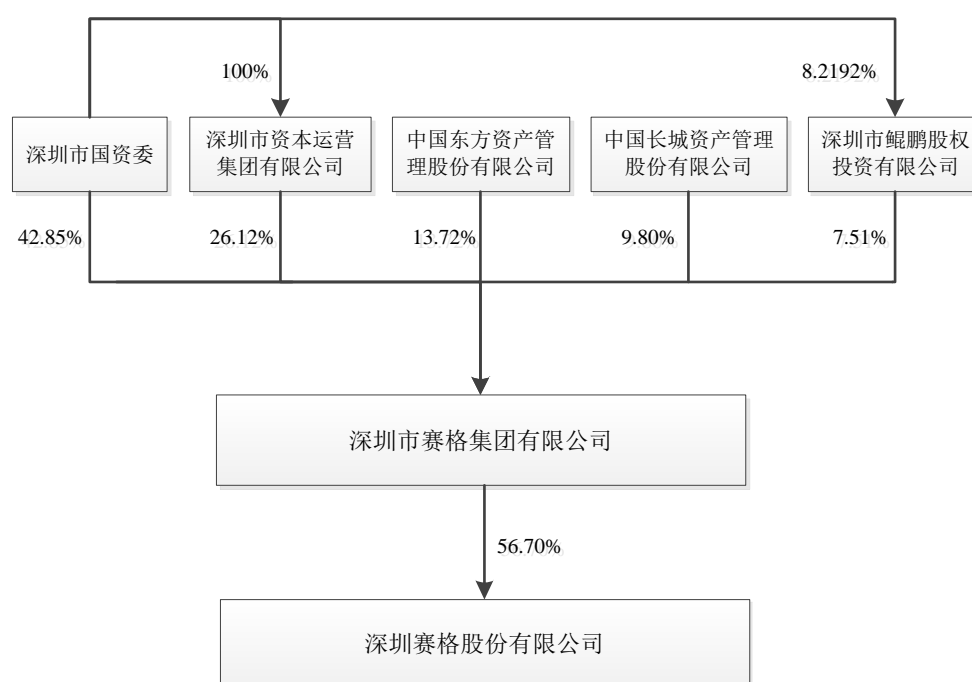 100%
8.2192%
深圳市国资委
深圳市资本运营
集团有限公司
中国东方资产管
理股份有限公司
中国长城资产管理
股份有限公司
深圳市鲲鹏股权
投资有限公司
42.85%
26.12%
13.72%
9.80%
7.51%
深圳市赛格集团有限公司
56.70%
深圳赛格股份有限公司